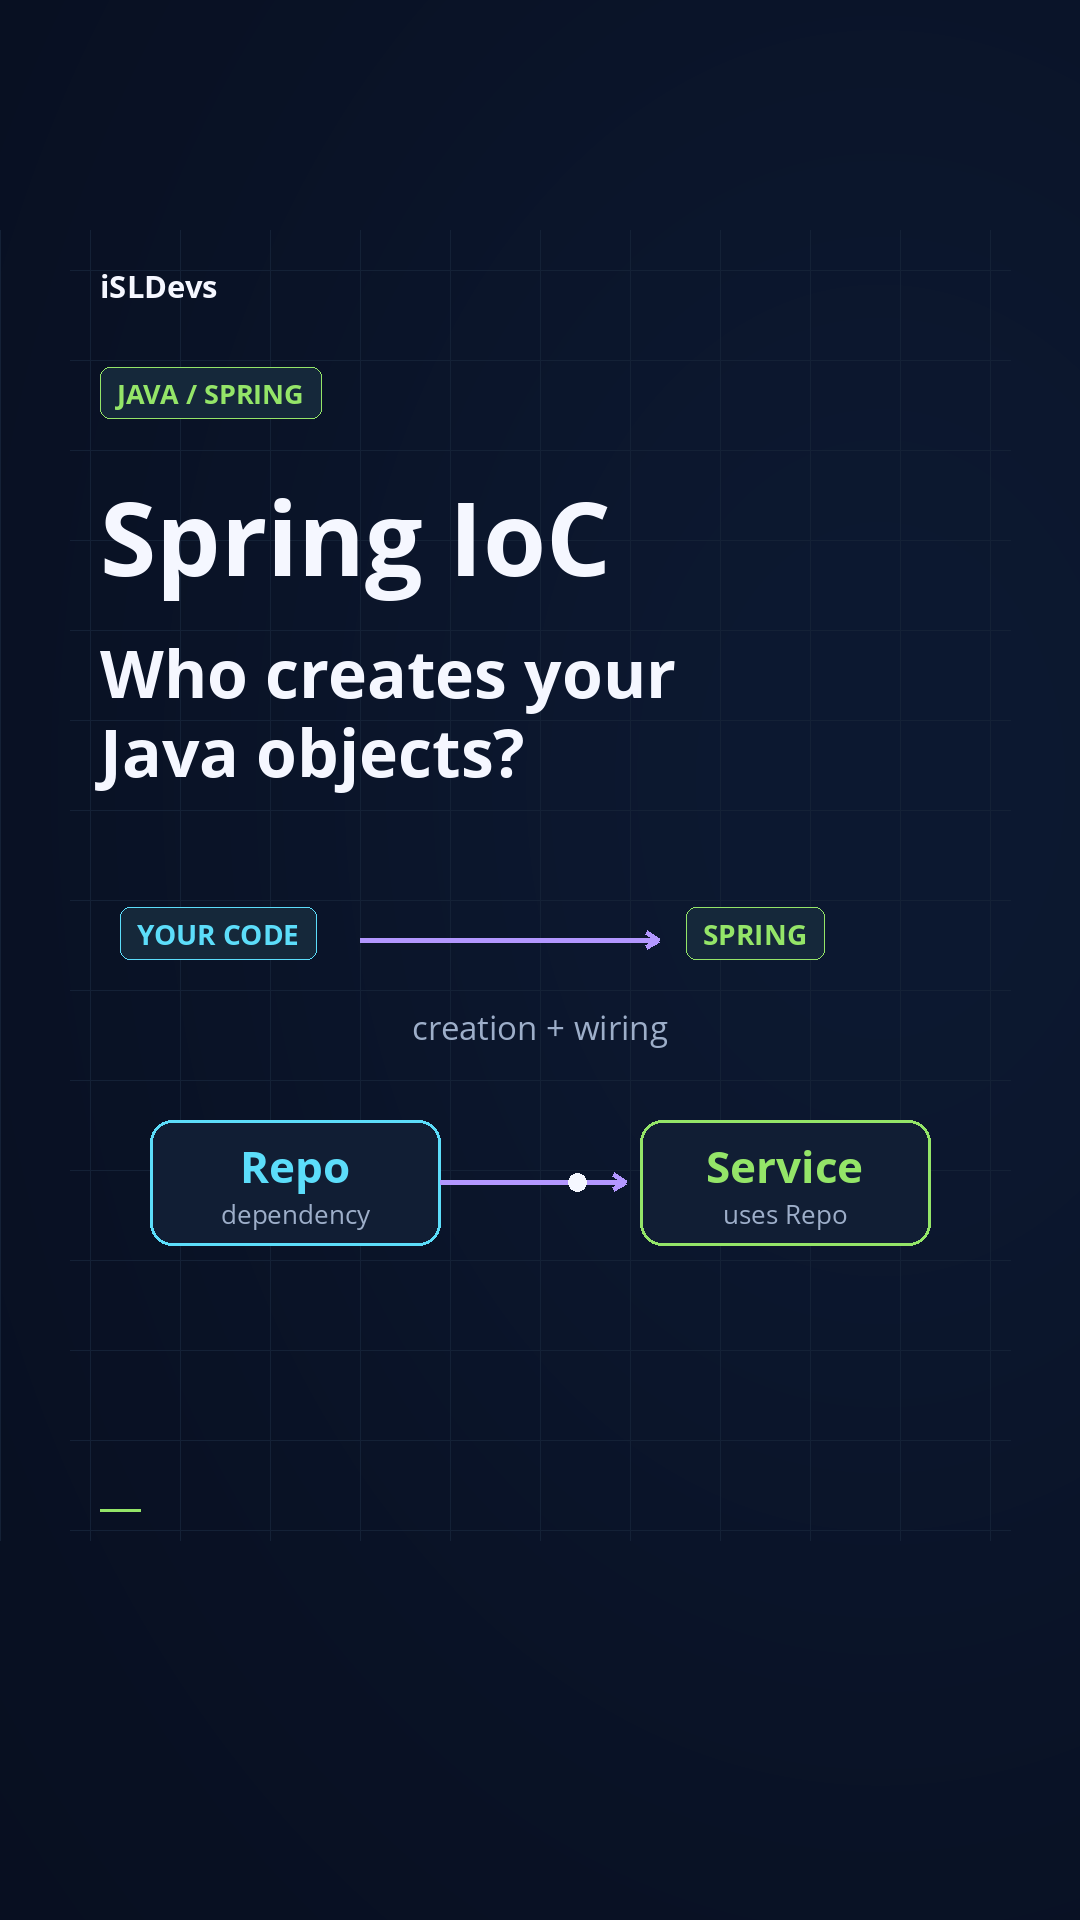 iSLDevs
JAVA / SPRING
Spring IoC
Who creates your
Java objects?
YOUR CODE
SPRING
creation + wiring
Repo
dependency
Service
uses Repo